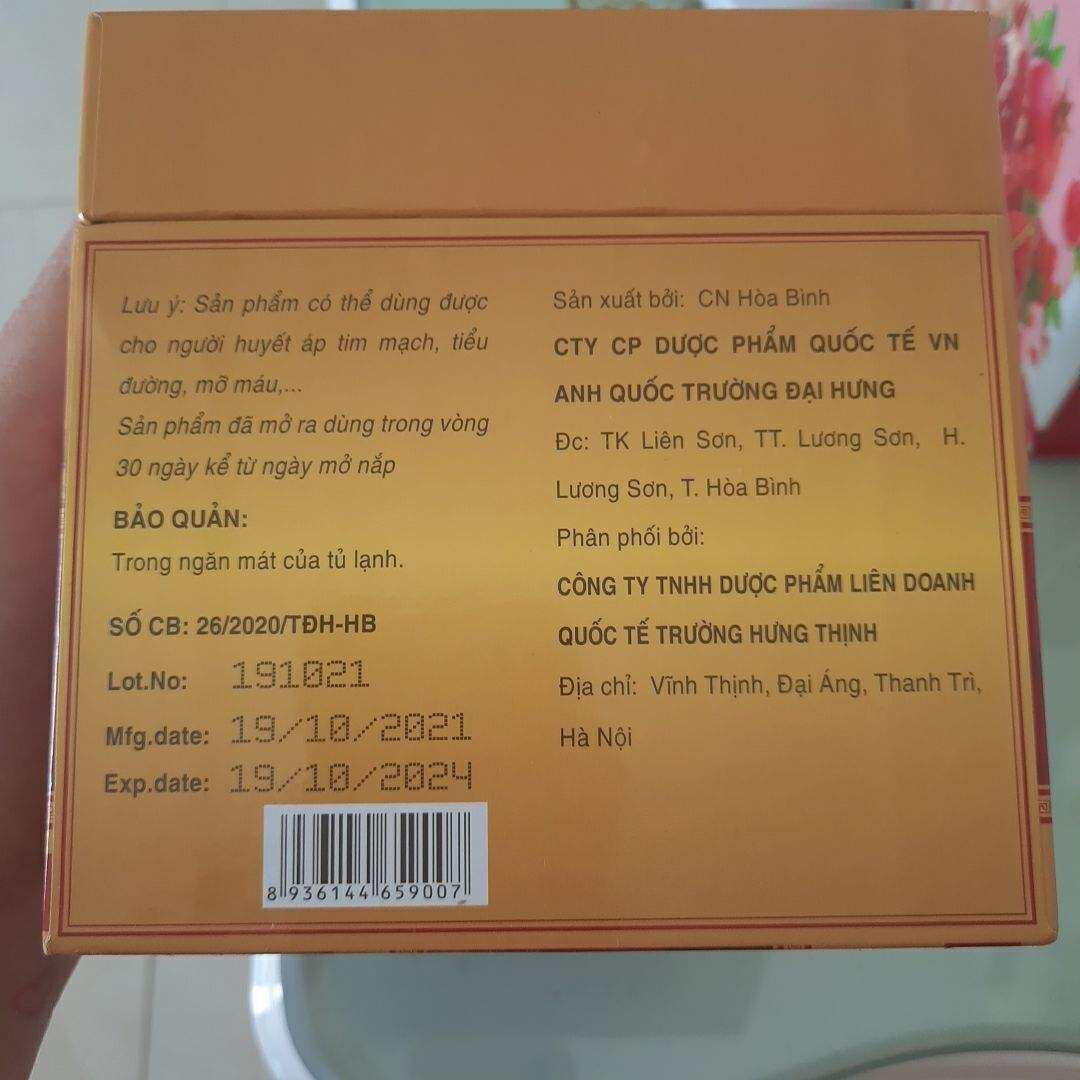 Lưu ý: Sản phẩm có thể dùng được
cho người huyết áp tim mạch, tiểu
đường, mỡ máu,...
Sản phẩm đã mở ra dùng trong vòng
30 ngày kể từ ngày mở nắp
BẢO QUẢN:
Trong ngăn mát của tủ lạnh.
SỐ CB: 26/2020/TĐH-HB
Lot.No: 191021
Mfg.date: 19/10/2021
Exp.date: 19/10/2024
8 936144 659007
Sản xuất bởi: CN Hòa Bình
CTY CP DƯỢC PHẨM QUỐC TẾ VN
ANH QUỐC TRƯỜNG ĐẠI HƯNG
Đc: TK Liên Sơn, TT. Lương Sơn, H.
Lương Sơn, T. Hòa Bình
Phân phối bởi:
CÔNG TY TNHH DƯỢC PHẨM LIÊN DOANH
QUỐC TẾ TRƯỜNG HƯNG THỊNH
Địa chỉ: Vĩnh Thịnh, Đại Áng, Thanh Trì,
Hà Nội